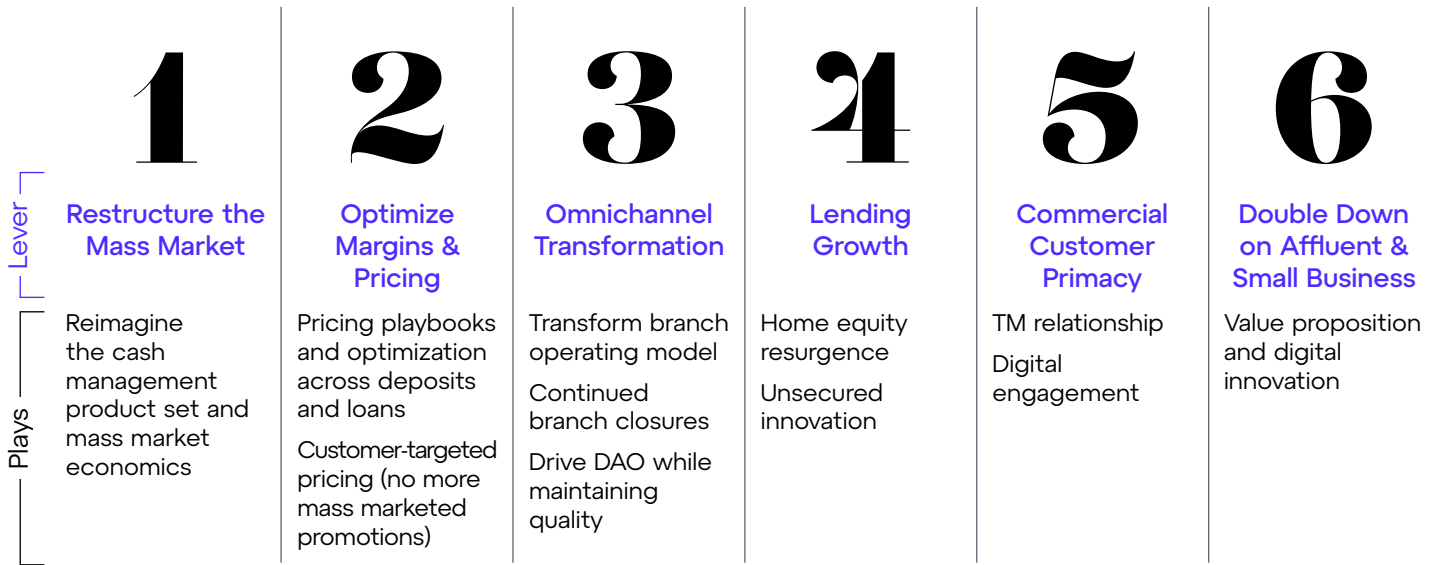 1
Restructure the
Mass Market
Reimagine
the cash
management
product set and
mass market
economics
2
Optimize
Margins &
Pricing
Pricing playbooks
and optimization
across deposits
and loans
Customer-targeted
pricing (no more
mass marketed
promotions)
3
Omnichannel
Transformation
Transform branch
operating model
Continued
branch closures
Drive DAO while
maintaining
quality
4
Lending
Growth
Home equity
resurgence
Unsecured
innovation
5
Commercial
Customer
Primacy
TM relationship
Digital
engagement
6
Double Down
on Affluent &
Small Business
Value proposition
and digital
innovation
Lever
Plays